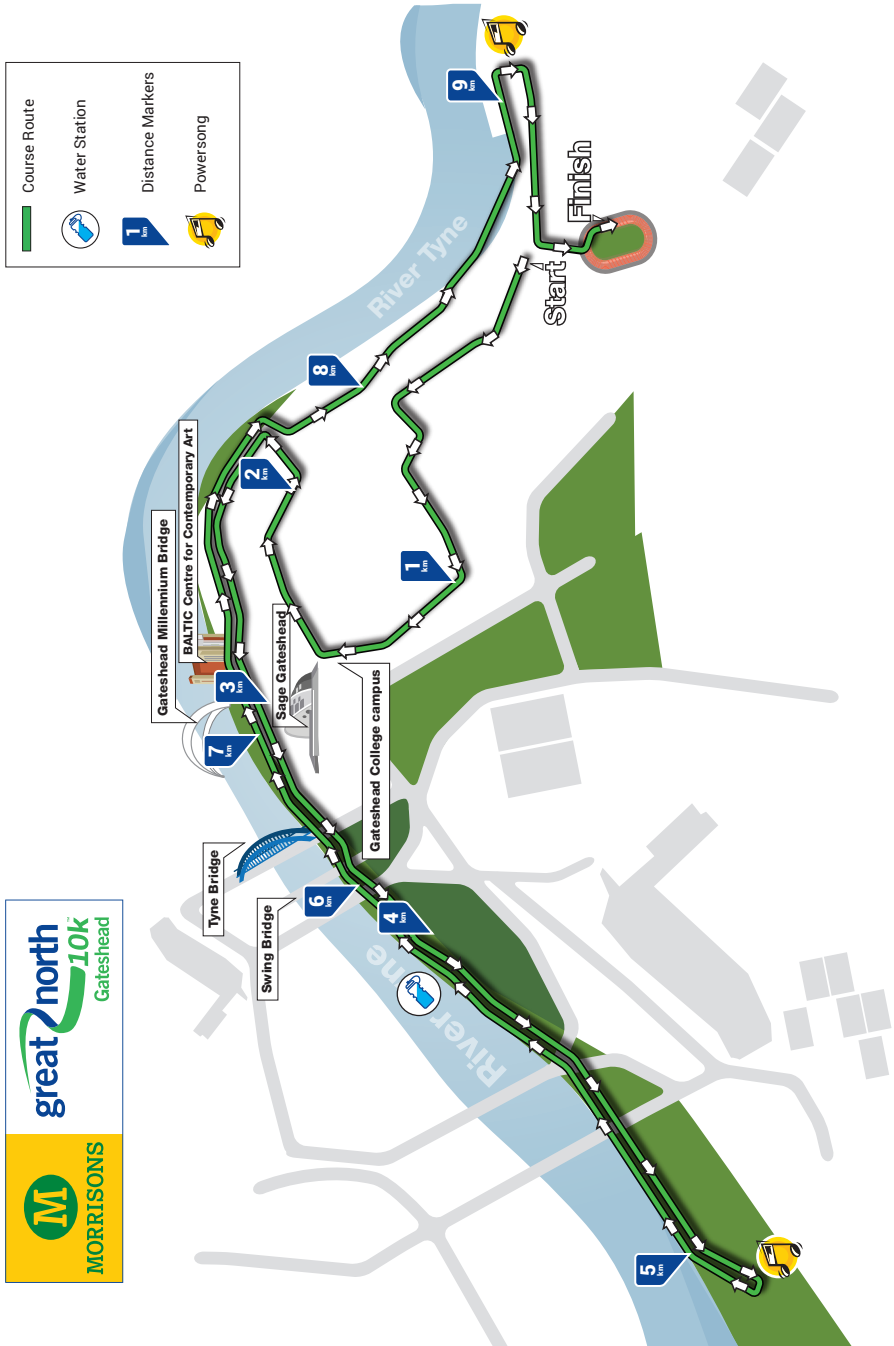 MORRISONS
M
great north
10k
™
Gateshead
Course Route
Water Station
1
km
Distance Markers
Powersong
Swing Bridge
Tyne Bridge
Gateshead Millennium Bridge
BALTIC Centre for Contemporary Art
Sage Gateshead
Gateshead College campus
River Tyne
River
ne
Start
Finish
1
km
2
km
3
km
4
km
5
km
6
km
7
km
8
km
9
km